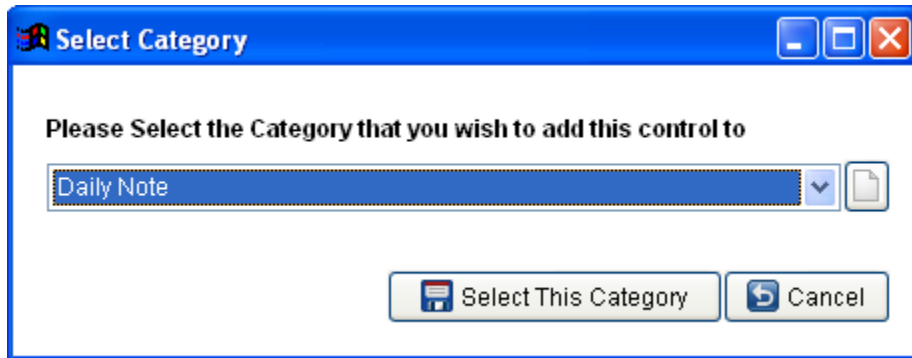 Select Category
Please Select the Category that you wish to add this control to
Daily Note
Select This Category Cancel